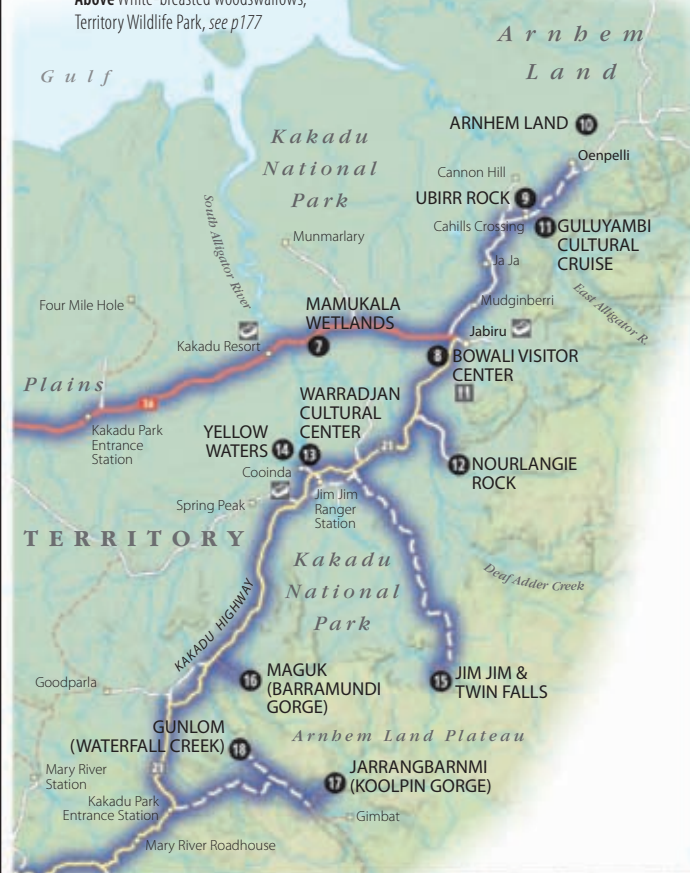 Above White-breasted woodswallows,
Territory Wildlife Park, see p177
Arnhem
Land
Gulf
ARNHEM LAND 10
Oenpelli
Kakadu
National
Park
Cannon Hill
UBIRR ROCK 9
Cahills Crossing
11 GULUYAMBI
CULTURAL
CRUISE
South Alligator River
Munmarlary
Ja Ja
East Alligator R.
Four Mile Hole
MAMUKALA
WETLANDS
7
Mudginberri
Jabiru
Kakadu Resort
8 BOWALI VISITOR
CENTER
Plains
Kakadu Park
Entrance
Station
WARRADJAN
CULTURAL
CENTER
13
YELLOW
WATERS 14
21
Cooinda
12 NOURLANGIE
ROCK
Spring Peak
Jim Jim
Ranger
Station
TERRITORY
Kakadu
National
Park
Deaf Adder Creek
KAKADU HIGHWAY
Goodparla
16 MAGUK
(BARRAMUNDI
GORGE)
15 JIM JIM &
TWIN FALLS
GUNLOM
(WATERFALL CREEK) 18
Arnhem Land Plateau
21
Mary River
Station
17 JARRANGBARNMI
(KOOLPIN GORGE)
Kakadu Park
Entrance Station
Gimbat
Mary River Roadhouse